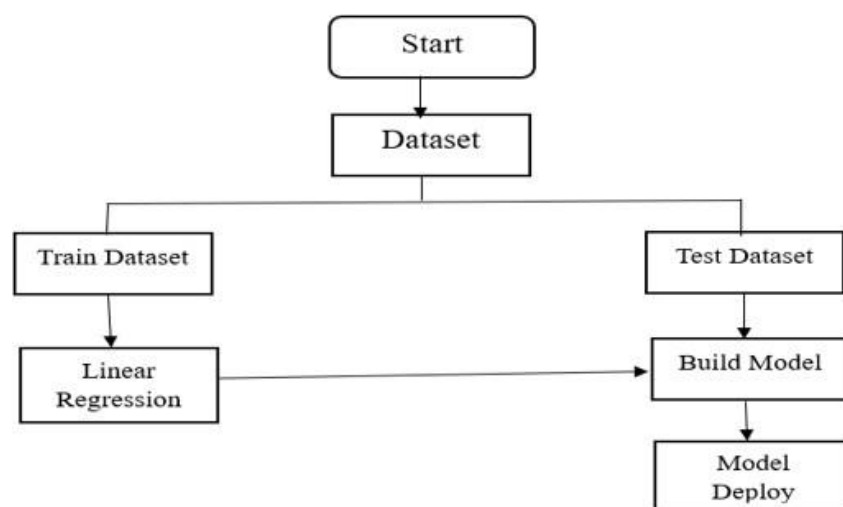 Start
Dataset
Train Dataset
Test Dataset
Linear
Regression
Build Model
Model
Deploy